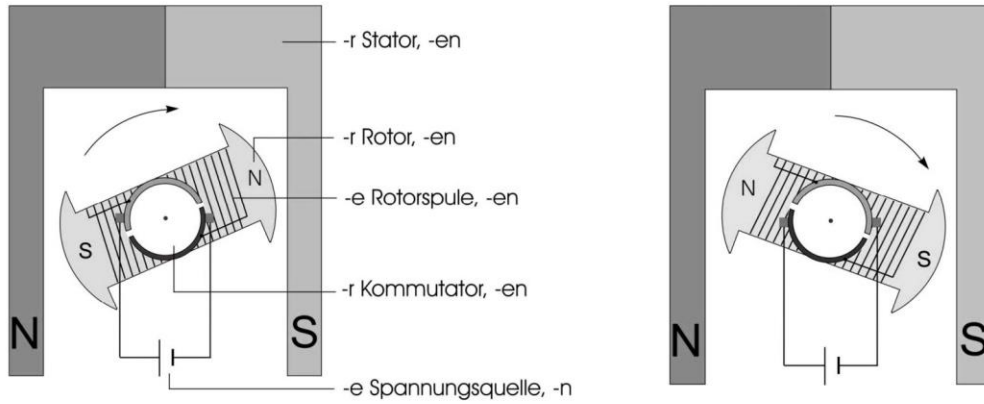 -r Stator, -en
-r Rotor, -en
N
-e Rotorspule, -en
S
-r Kommutator, -en
N
S
-e Spannungsquelle, -n
N
S
N
S